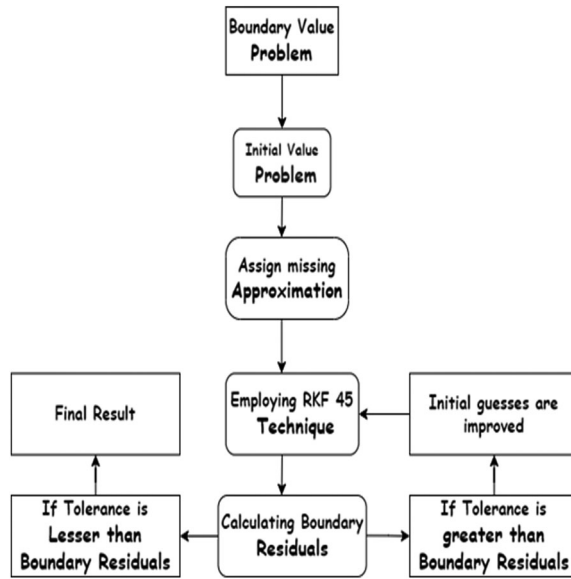 Boundary Value
Problem
Initial Value
Problem
Assign missing
Approximation
Employing RKF 45
Technique
Final Result
Initial guesses are
improved
Calculating Boundary
Residuals
If Tolerance is
Lesser than
Boundary Residuals
If Tolerance is
greater than
Boundary Residuals